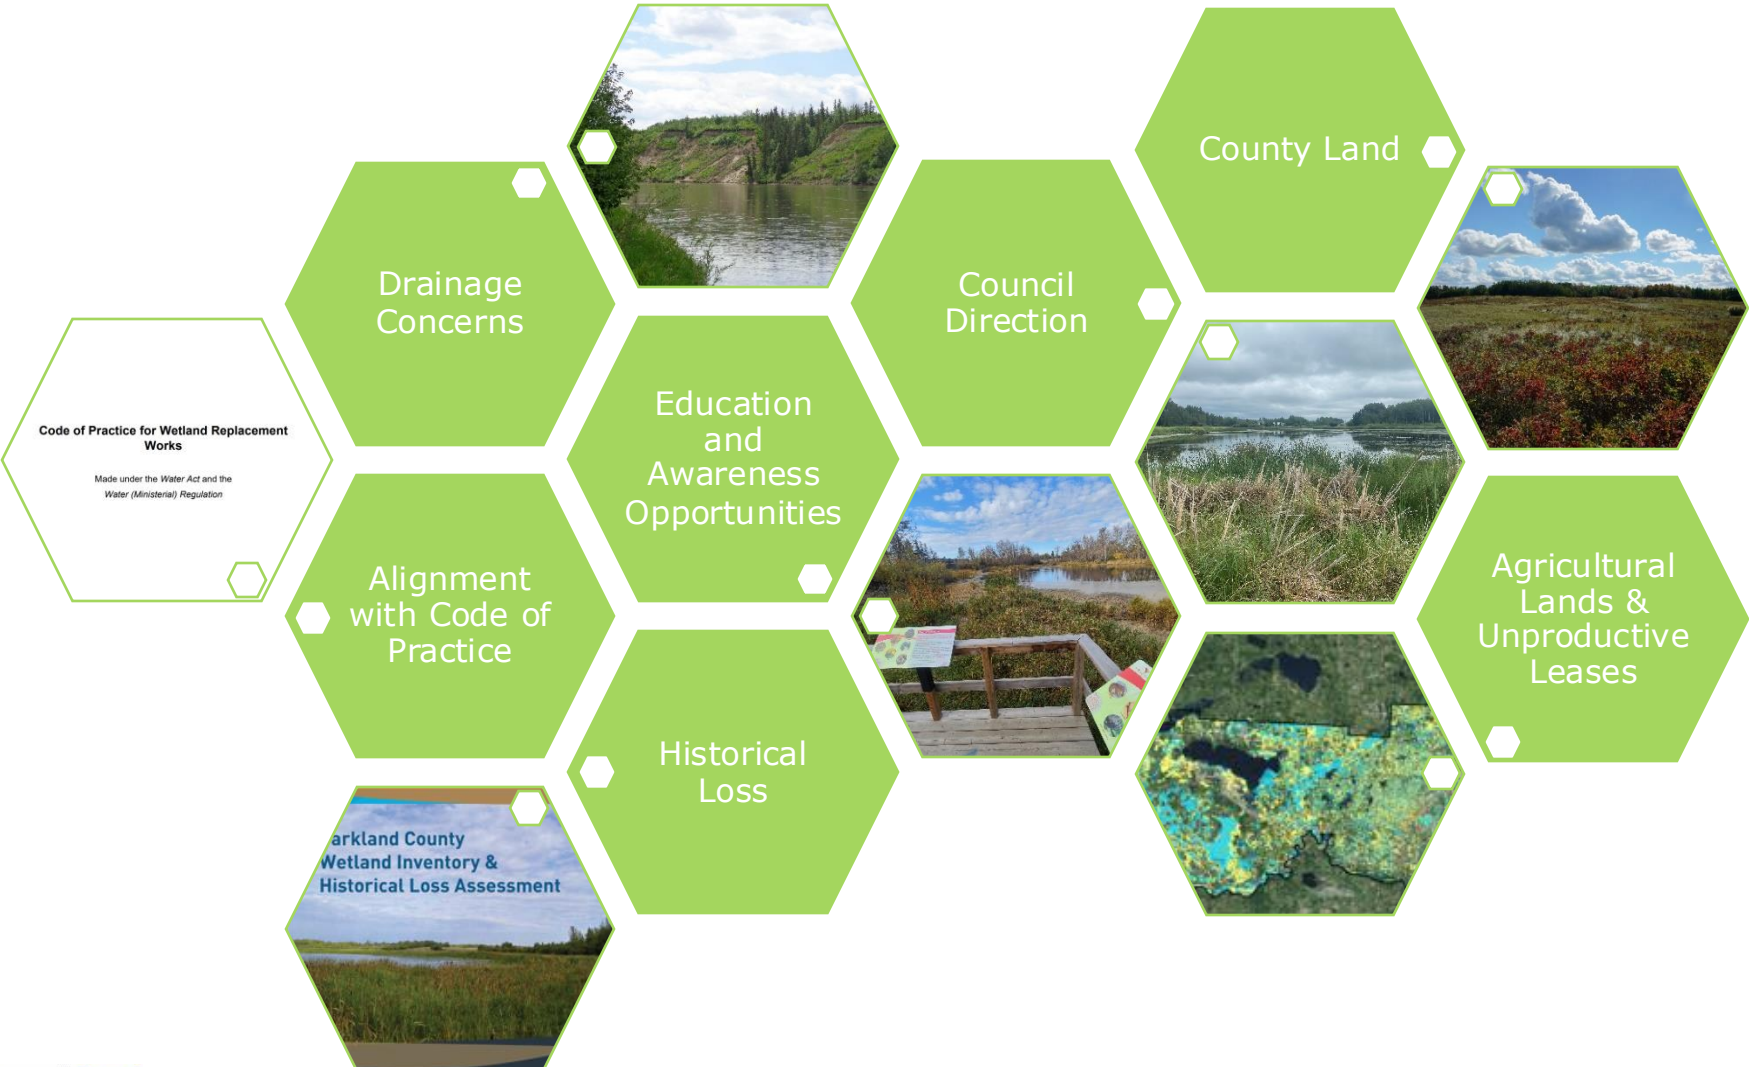 County Land
Drainage
Concerns
Council
Direction
Education
and
Awareness
Opportunities
Code of Practice for Wetland Replacement
Works
Made under the Water Act and the
Water (Ministerial) Regulation
Alignment
with Code of
Practice
Agricultural
Lands &
Unproductive
Leases
Historical
Loss
arkland County
Wetland Inventory &
Historical Loss Assessment